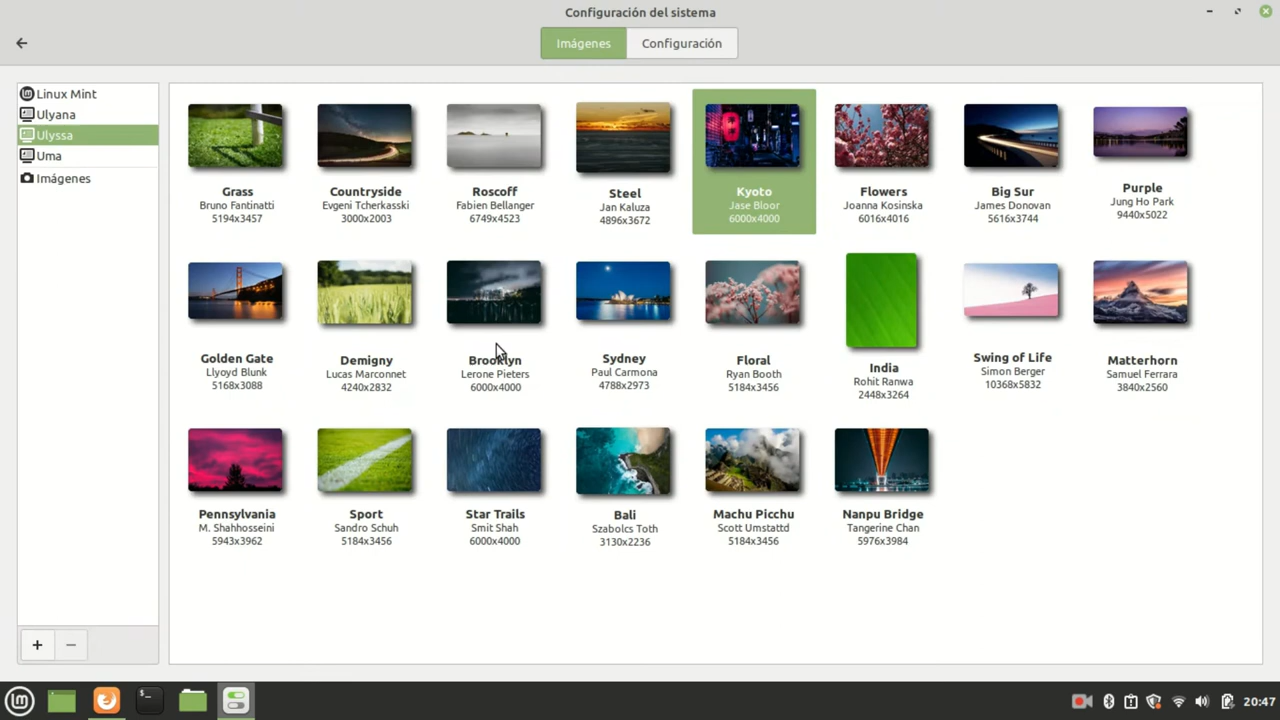 Configuración del sistema
Imágenes
Configuración
Linux Mint
Ulyana
Ulyssa
Uma
Imágenes
Grass
Bruno Fantinatti
5194x3457
Countryside
Evgeni Tcherkasski
3000x2003
Roscoff
Fabien Bellanger
6749x4523
Steel
Jan Kaluza
4896x3672
Kyoto
Jase Bloor
6000x4000
Flowers
Joanna Kosinska
6016x4016
Big Sur
James Donovan
5616x3744
Purple
Jung Ho Park
9440x5022
Golden Gate
Llyoyd Blunk
5168x3088
Demigny
Lucas Marconnet
4240x2832
Brooklyn
Lerone Pieters
6000x4000
Sydney
Paul Carmona
4788x2973
Floral
Ryan Booth
5184x3456
India
Rohit Ranwa
2448x3264
Swing of Life
Simon Berger
10368x5832
Matterhorn
Samuel Ferrara
3840x2560
Pennsylvania
M. Shahhosseini
5943x3962
Sport
Sandro Schuh
5184x3456
Star Trails
Smit Shah
6000x4000
Bali
Szabolcs Toth
3130x2236
Machu Picchu
Scott Umstattd
5184x3456
Nanpu Bridge
Tangerine Chan
5976x3984
20:47